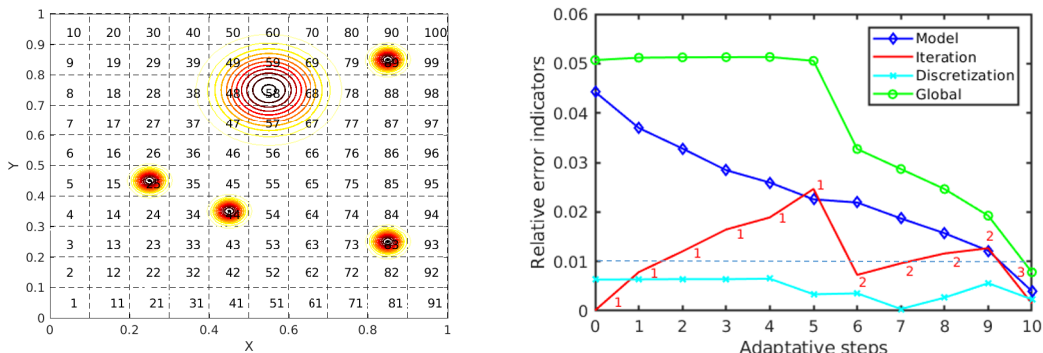 1
10 20 30 40 50 60 70 80 90 100
0.9
9 19 29 39 49 59 69 79 99
0.8
8 18 28 38 48 58 68 78 88 98
0.7
7 17 27 37 47 57 67 77 87 97
0.6
6 16 26 36 46 56 66 76 86 96
0.5
5 15 35 45 55 65 75 85 95
0.4
4 14 24 34 54 64 74 84 94
0.3
3 13 23 33 43 53 63 73 93
0.2
2 12 22 32 42 52 62 72 82 92
0.1
1 11 21 31 41 51 61 71 81 91
0
0 0.2 0.4 0.6 0.8 1
X
Y
0.06
0.05
0.04
0.03
0.02
0.01
0
Relative error indicators
Model
Iteration
Discretization
Global
1 1 1 1 1 1 2 2 2 2 3
0 1 2 3 4 5 6 7 8 9 10
Adaptative steps